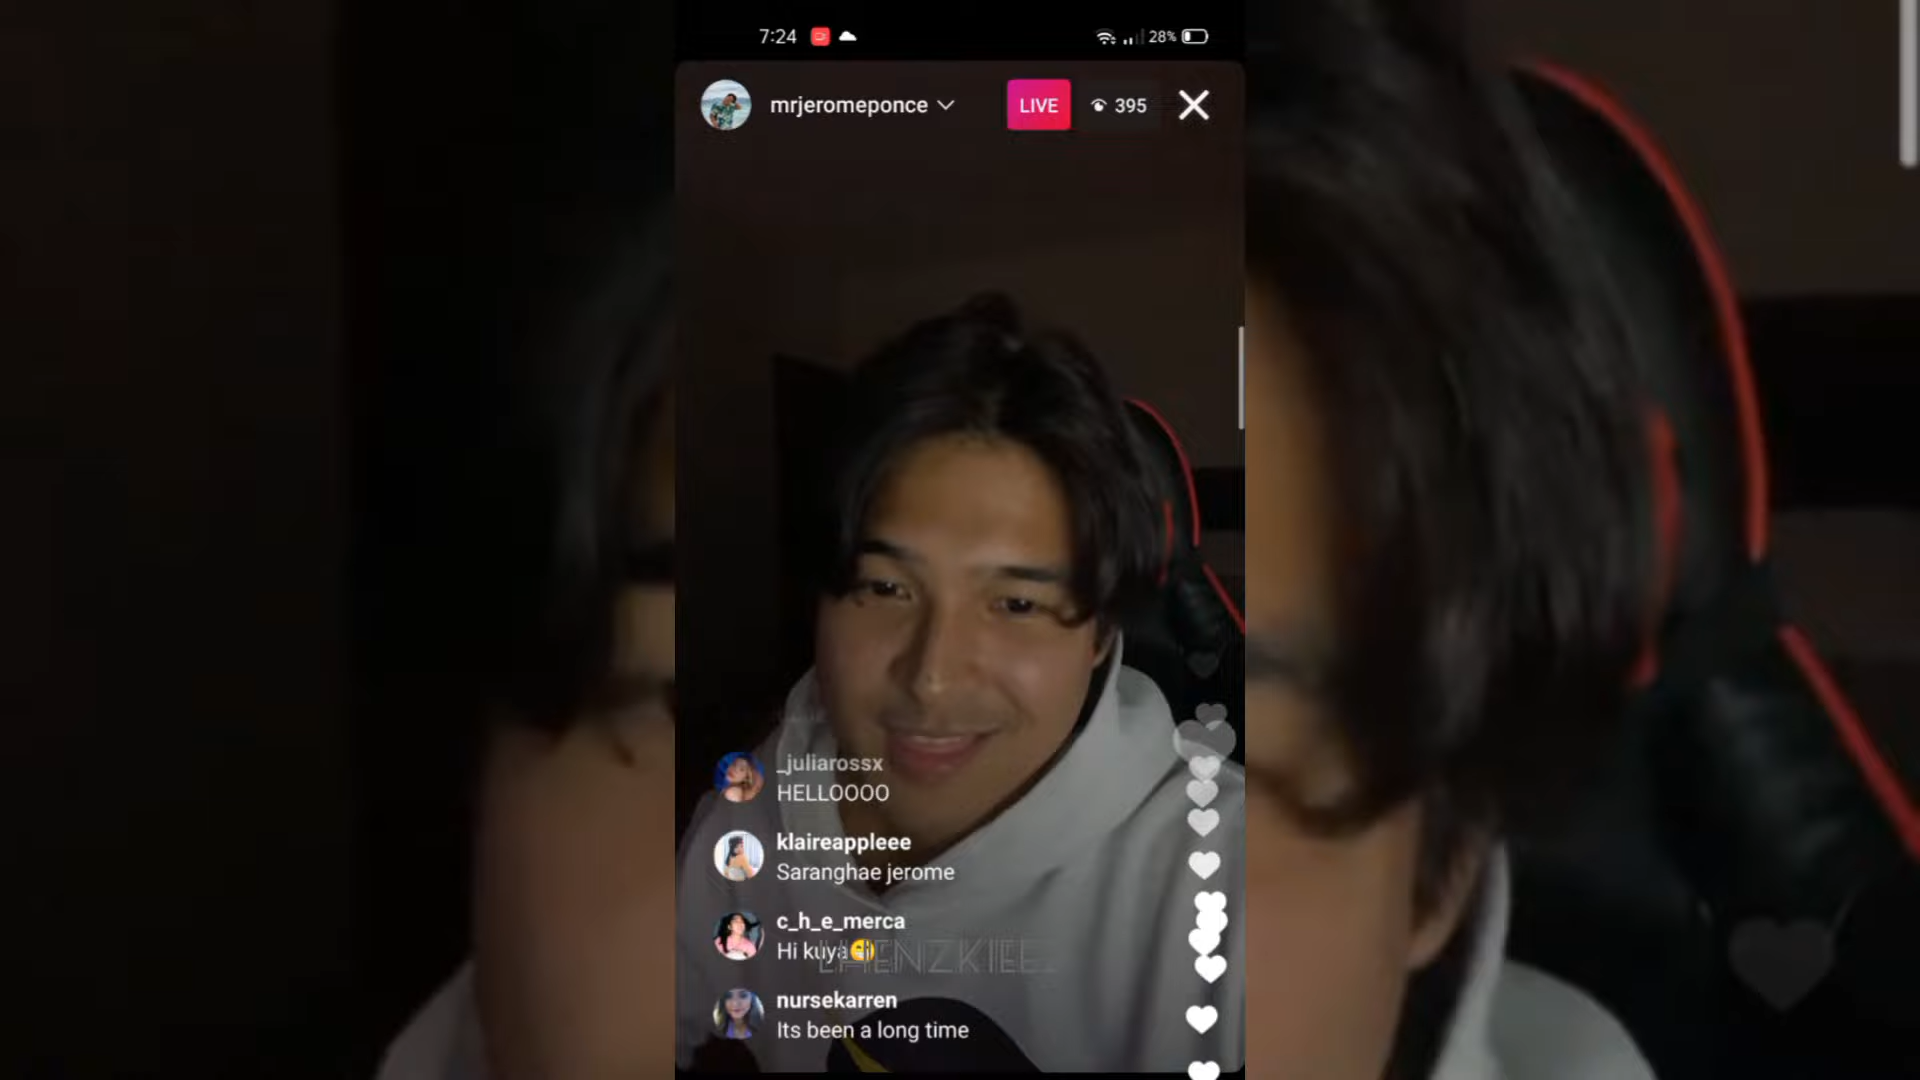 7:24
28%
mrjeromeponce
LIVE
395
_juliarossx
HELLOOOO
klaireappleee
Saranghae jerome
c_h_e_merca
Hi kuya
LHENZKIEE
nursekarren
Its been a long time